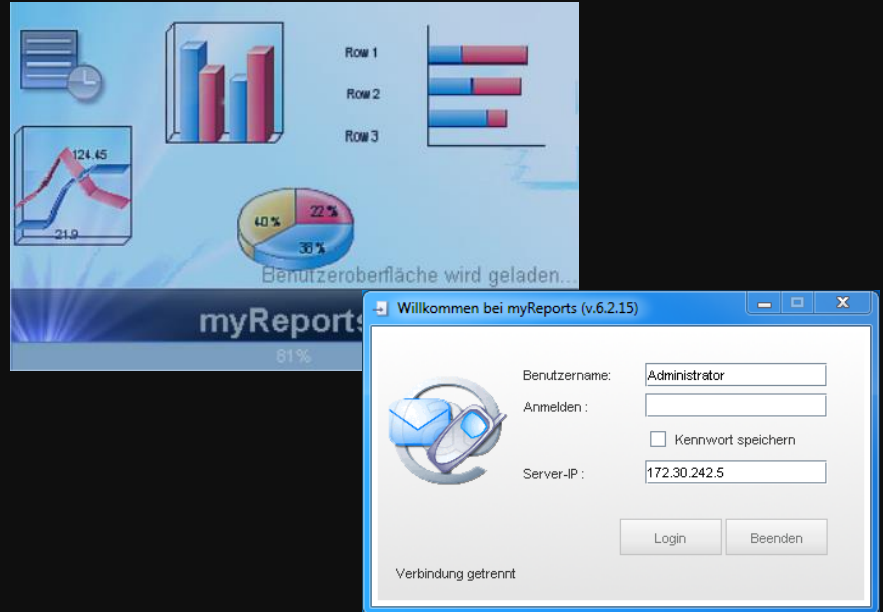 Row 1
Row 2
Row 3
124.45
21.9
40%
22%
38%
Benutzeroberfläche wird geladen...
myReports
81%
Willkommen bei myReports (v.6.2.15)
Benutzername:
Administrator
Anmelden :
Kennwort speichern
Server-IP :
172.30.242.5
Login
Beenden
Verbindung getrennt